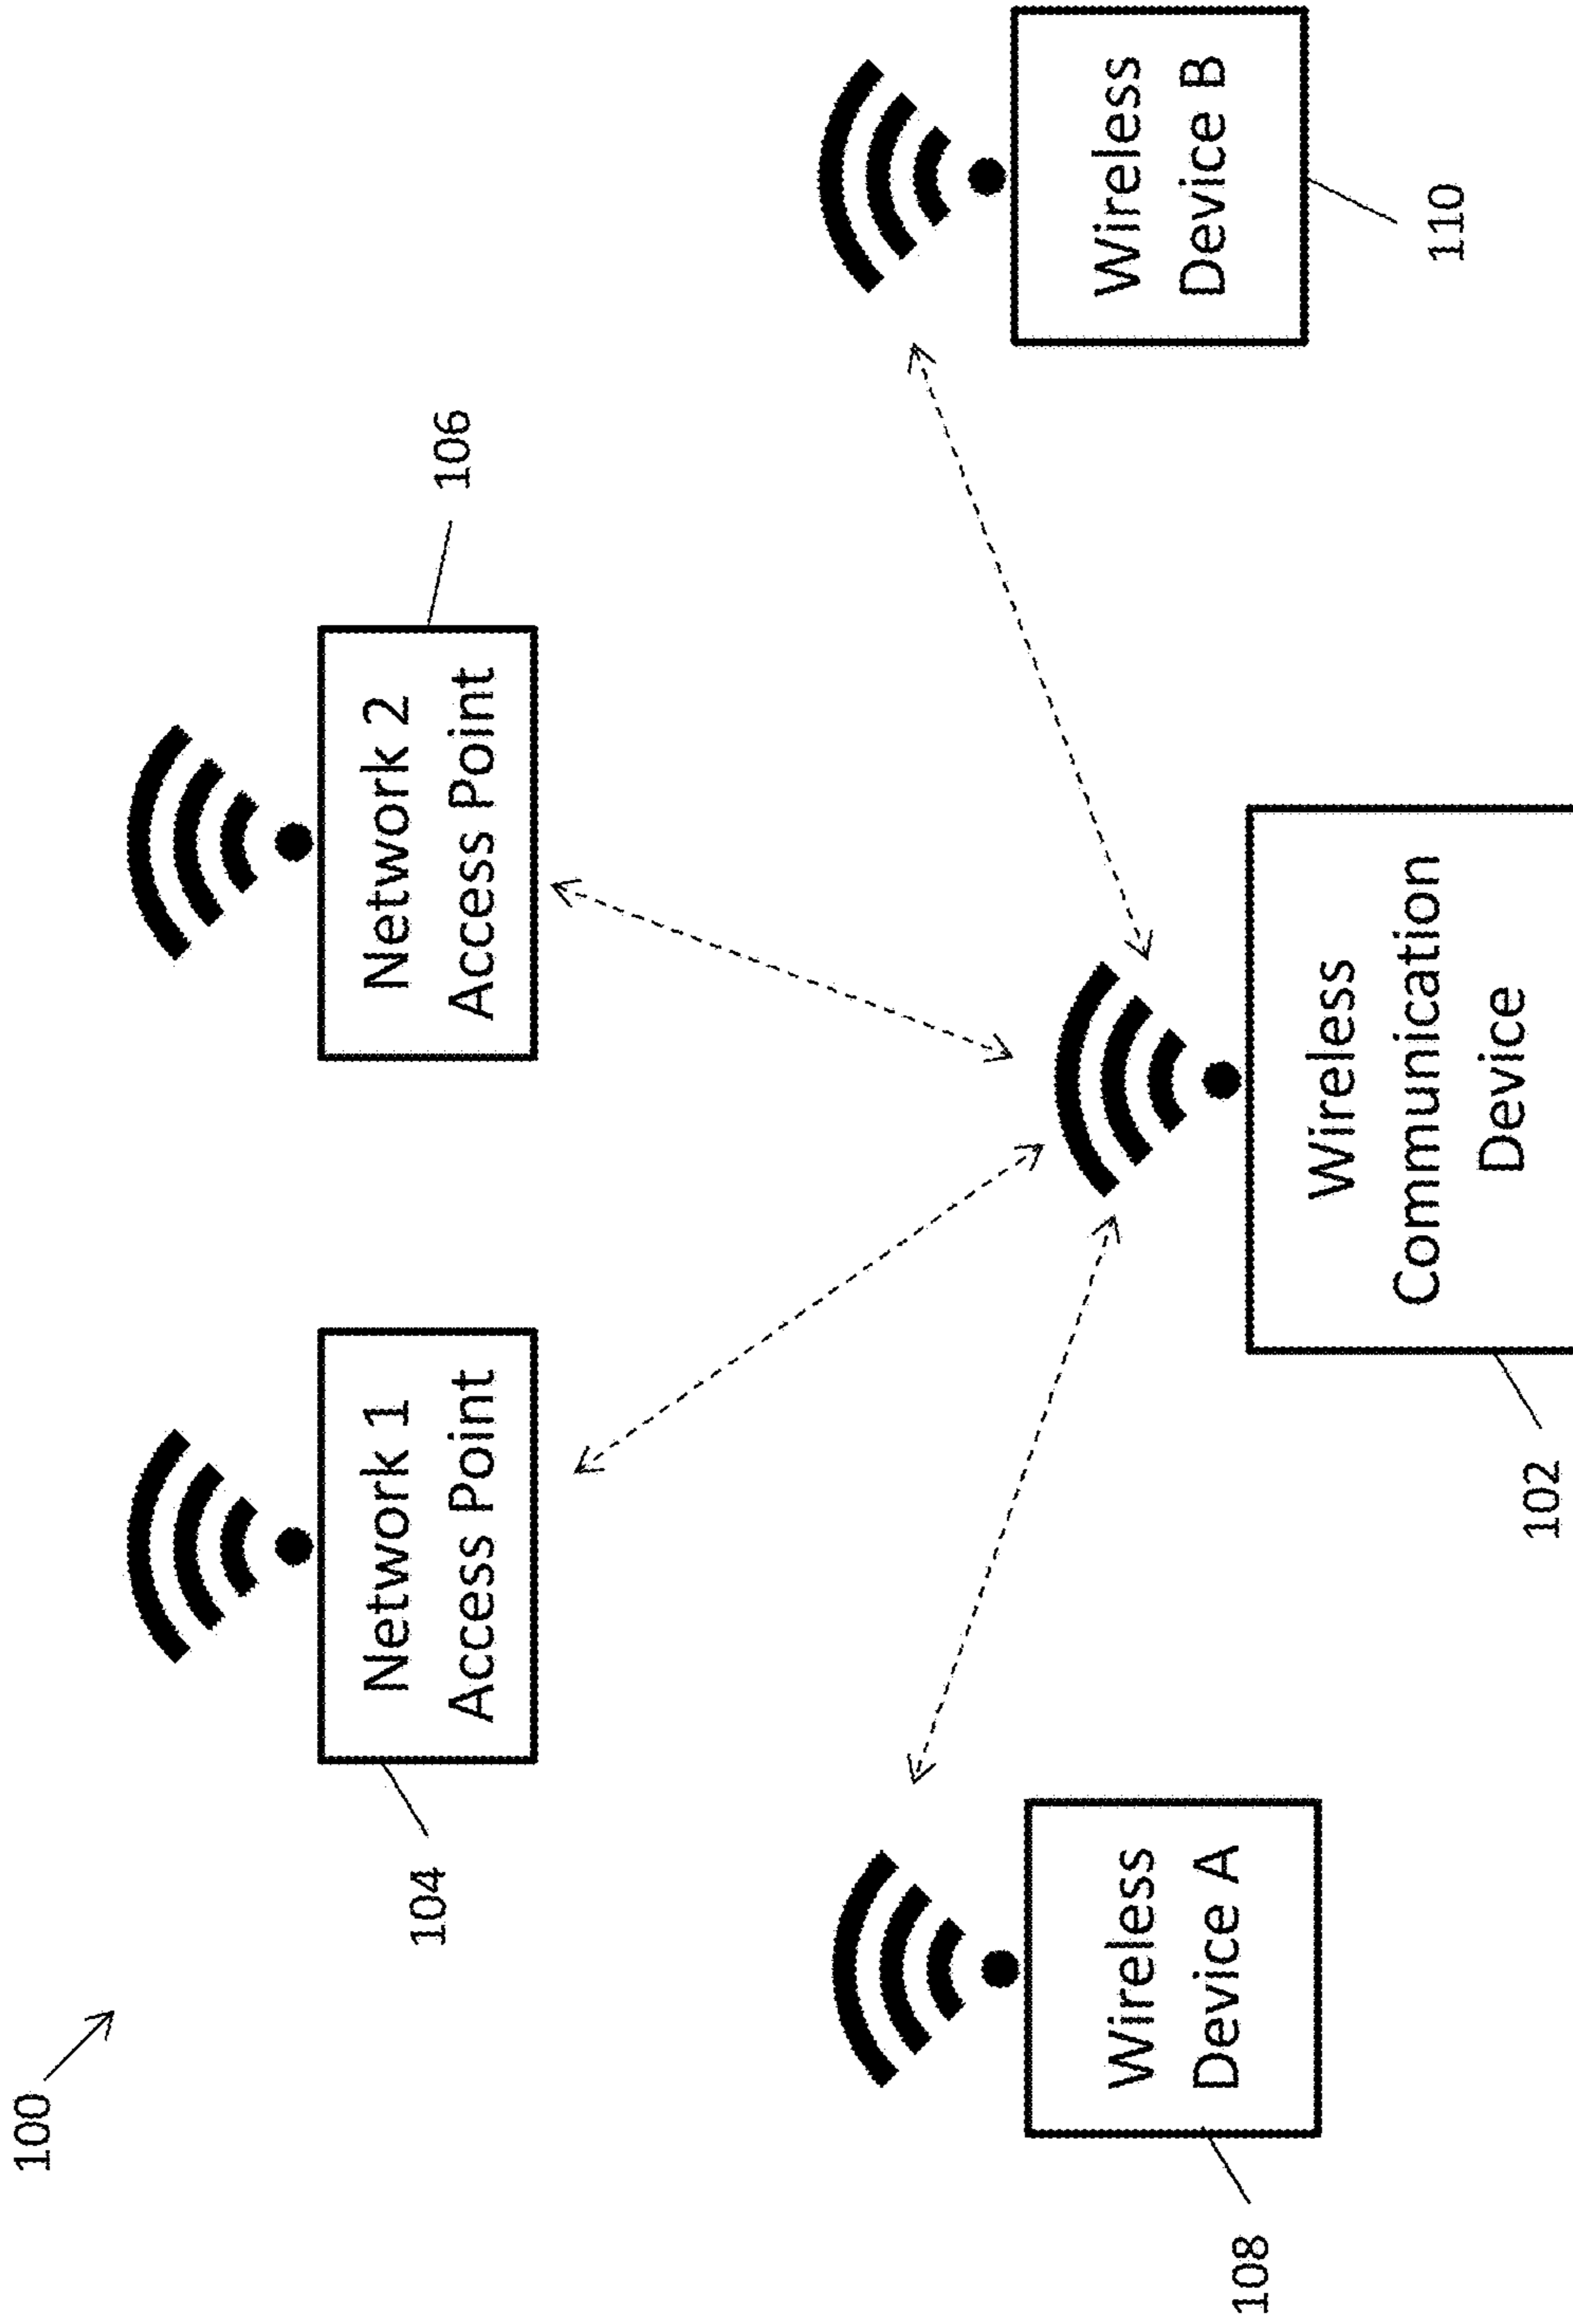 100
104
Network 1
Access Point
Network 2
Access Point
106
108
Wireless
Device A
102
Wireless
Communication
Device
Wireless
Device B
110